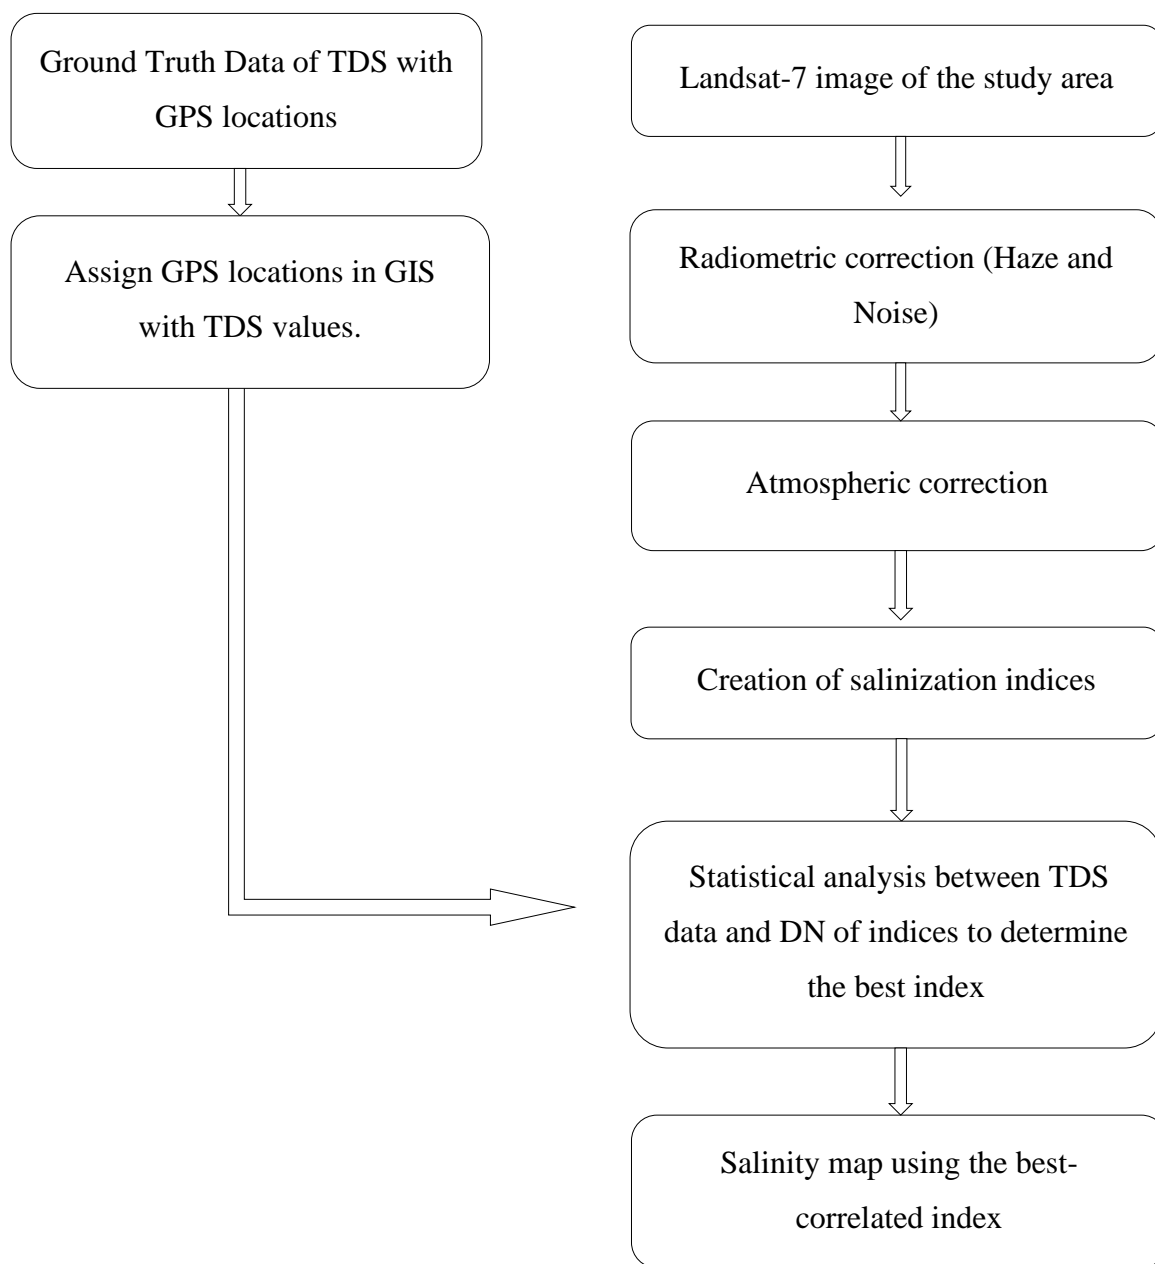 Ground Truth Data of TDS with
GPS locations
Assign GPS locations in GIS
with TDS values.
Landsat-7 image of the study area
Radiometric correction (Haze and
Noise)
Atmospheric correction
Creation of salinization indices
Statistical analysis between TDS
data and DN of indices to determine
the best index
Salinity map using the best-
correlated index